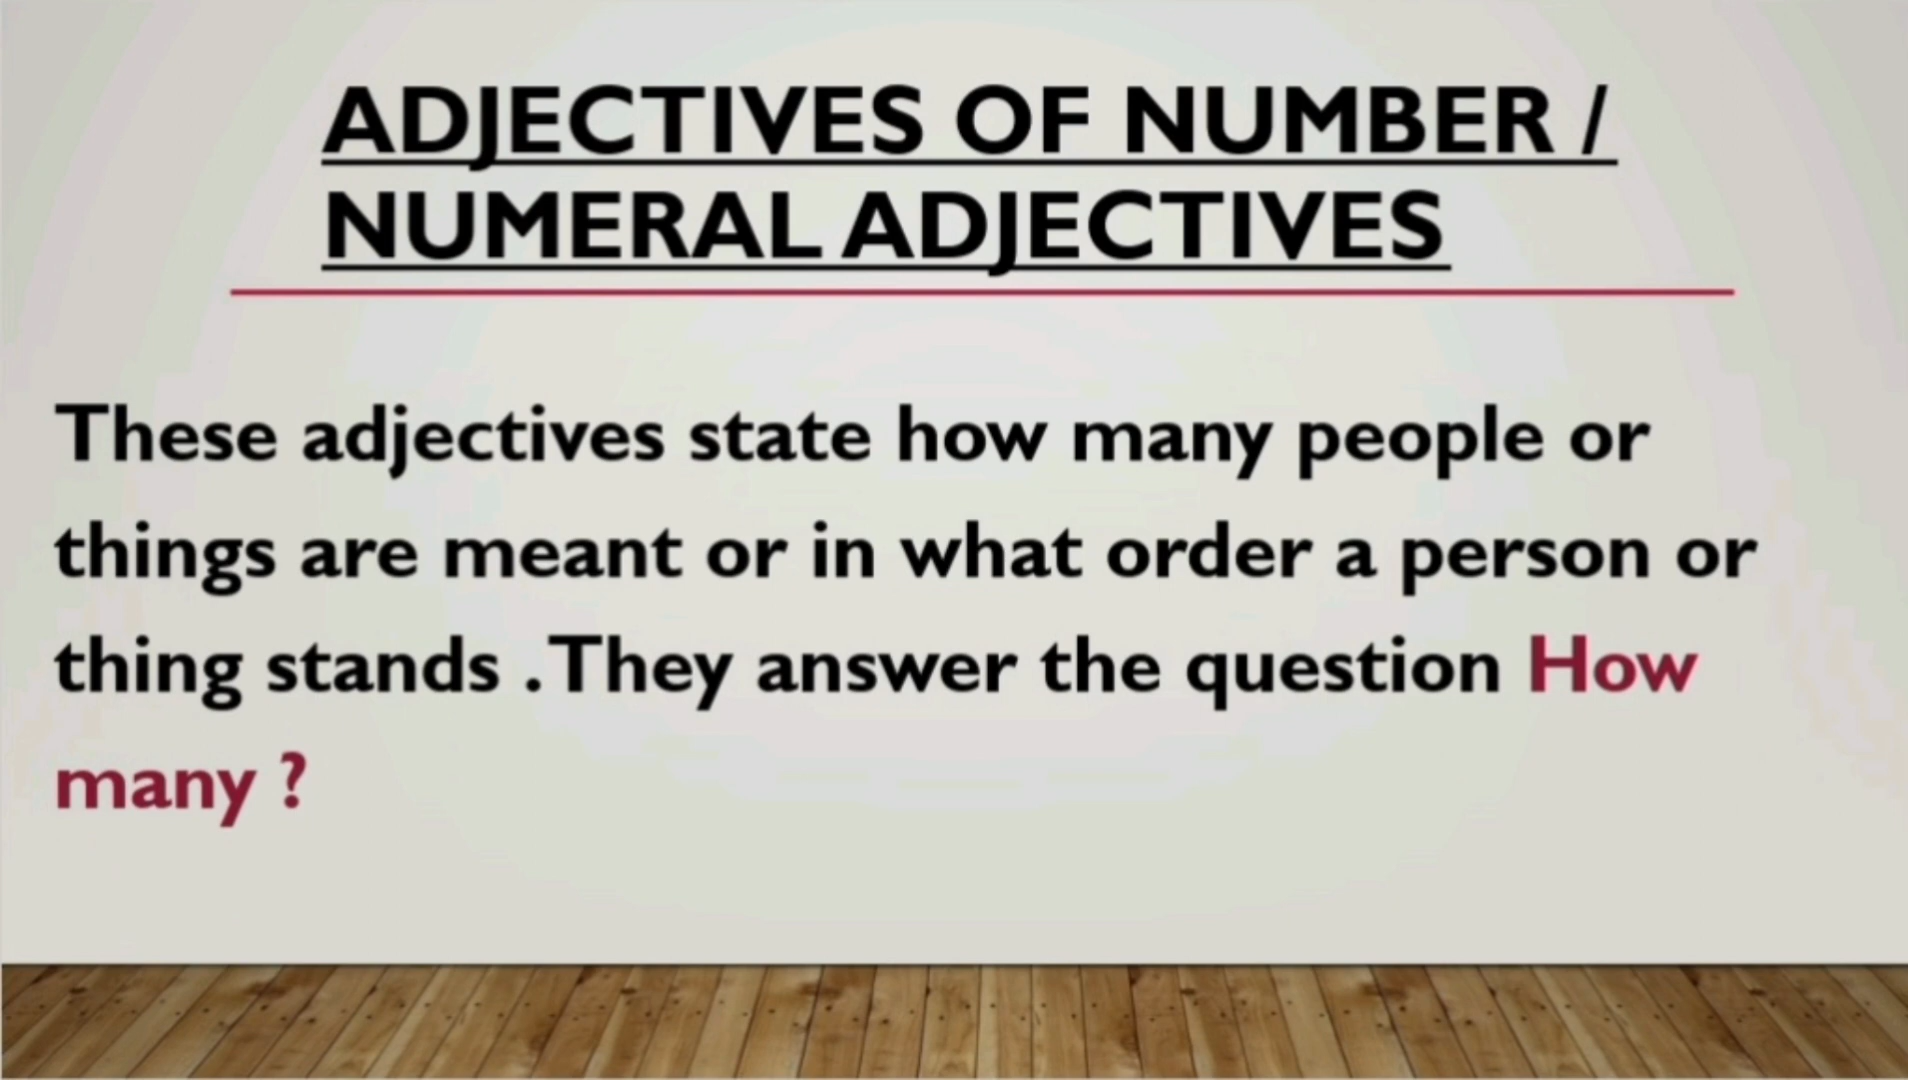 ADJECTIVES OF NUMBER /
NUMERAL ADJECTIVES
These adjectives state how many people or
things are meant or in what order a person or
thing stands .They answer the question How
many ?